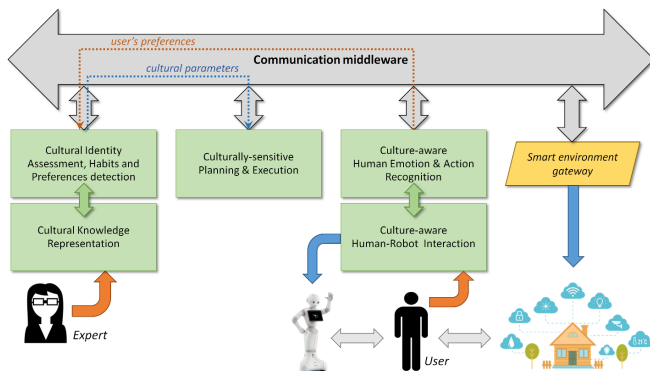 user's preferences
Communication middleware
cultural parameters
Cultural Identity
Assessment, Habits and
Preferences detection
Culturally-sensitive
Planning & Execution
Culture-aware
Human Emotion & Action
Recognition
Smart environment
gateway
Cultural Knowledge
Representation
Culture-aware
Human-Robot Interaction
Expert
User